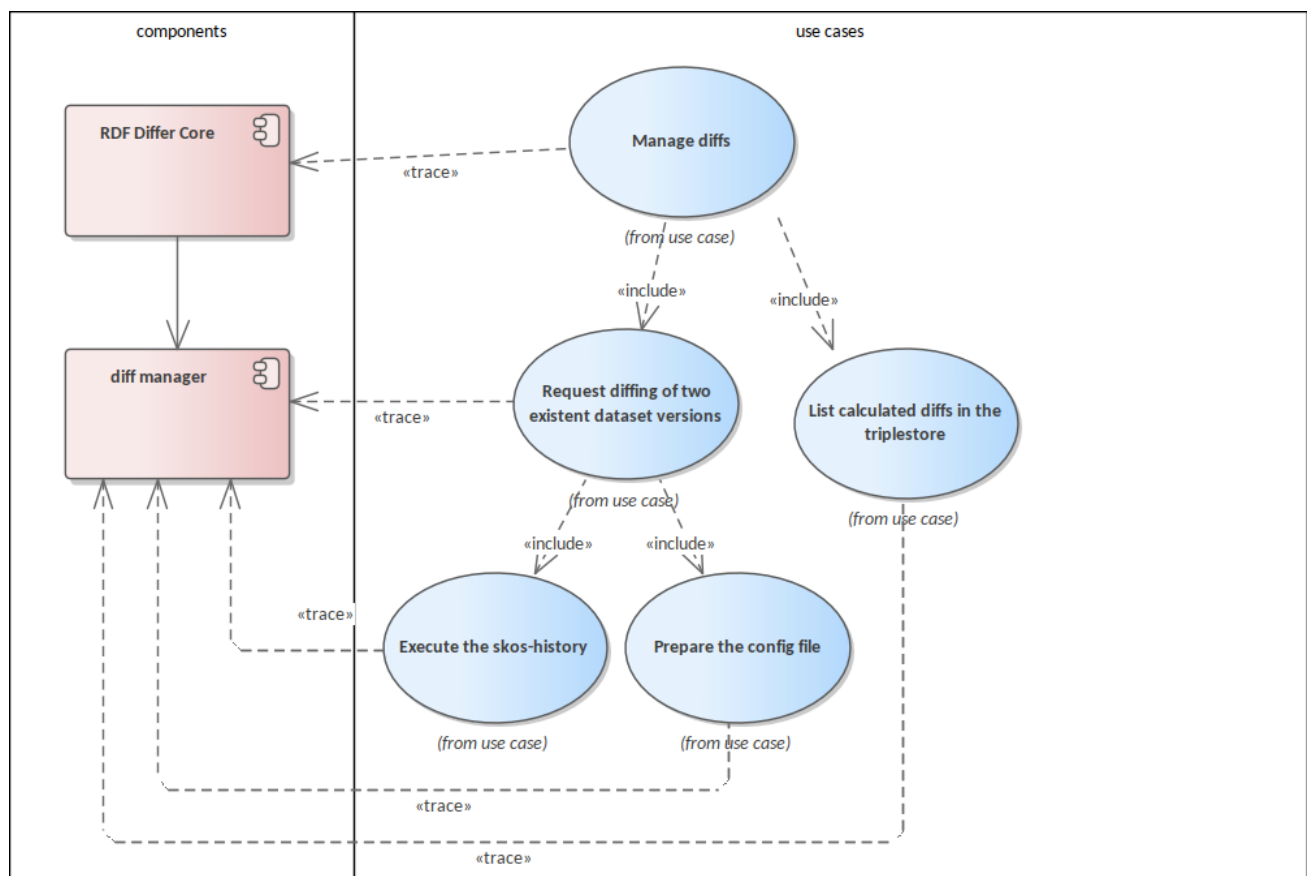 components
use cases
RDF Differ Core
Manage diffs
«trace»
(from use case)
«include»
«include»
diff manager
Request diffing of two
existent dataset versions
List calculated diffs in the
triplestore
«trace»
(from use case)
(from use case)
«include»
«include»
«trace»
Execute the skos-history
Prepare the config file
(from use case)
(from use case)
«trace»
«trace»